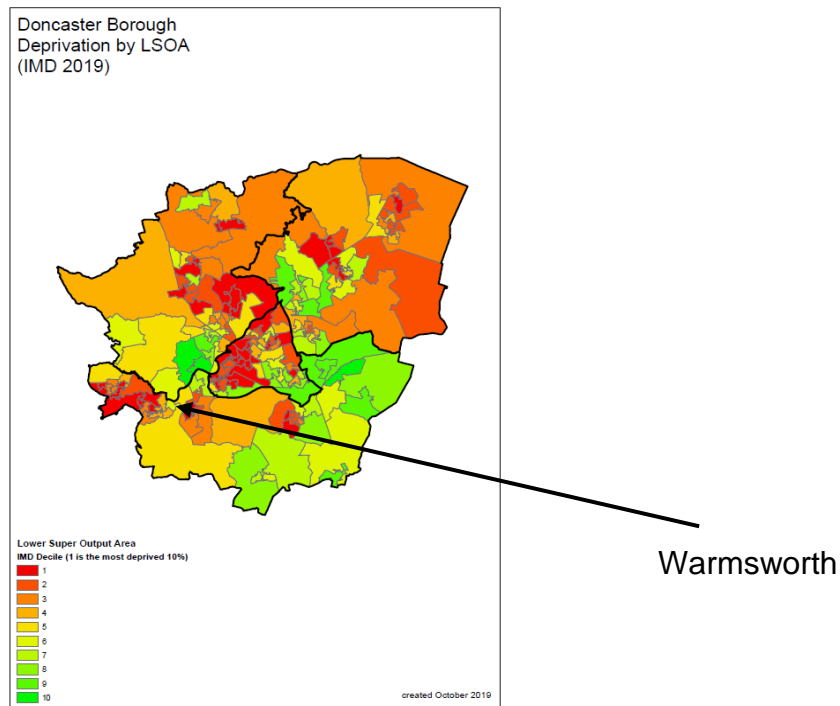 Doncaster Borough
Deprivation by LSOA
(IMD 2019)
Warmsworth
Lower Super Output Area
IMD Decile (1 is the most deprived 10%)
1
2
3
4
5
6
7
8
9
10
created October 2019